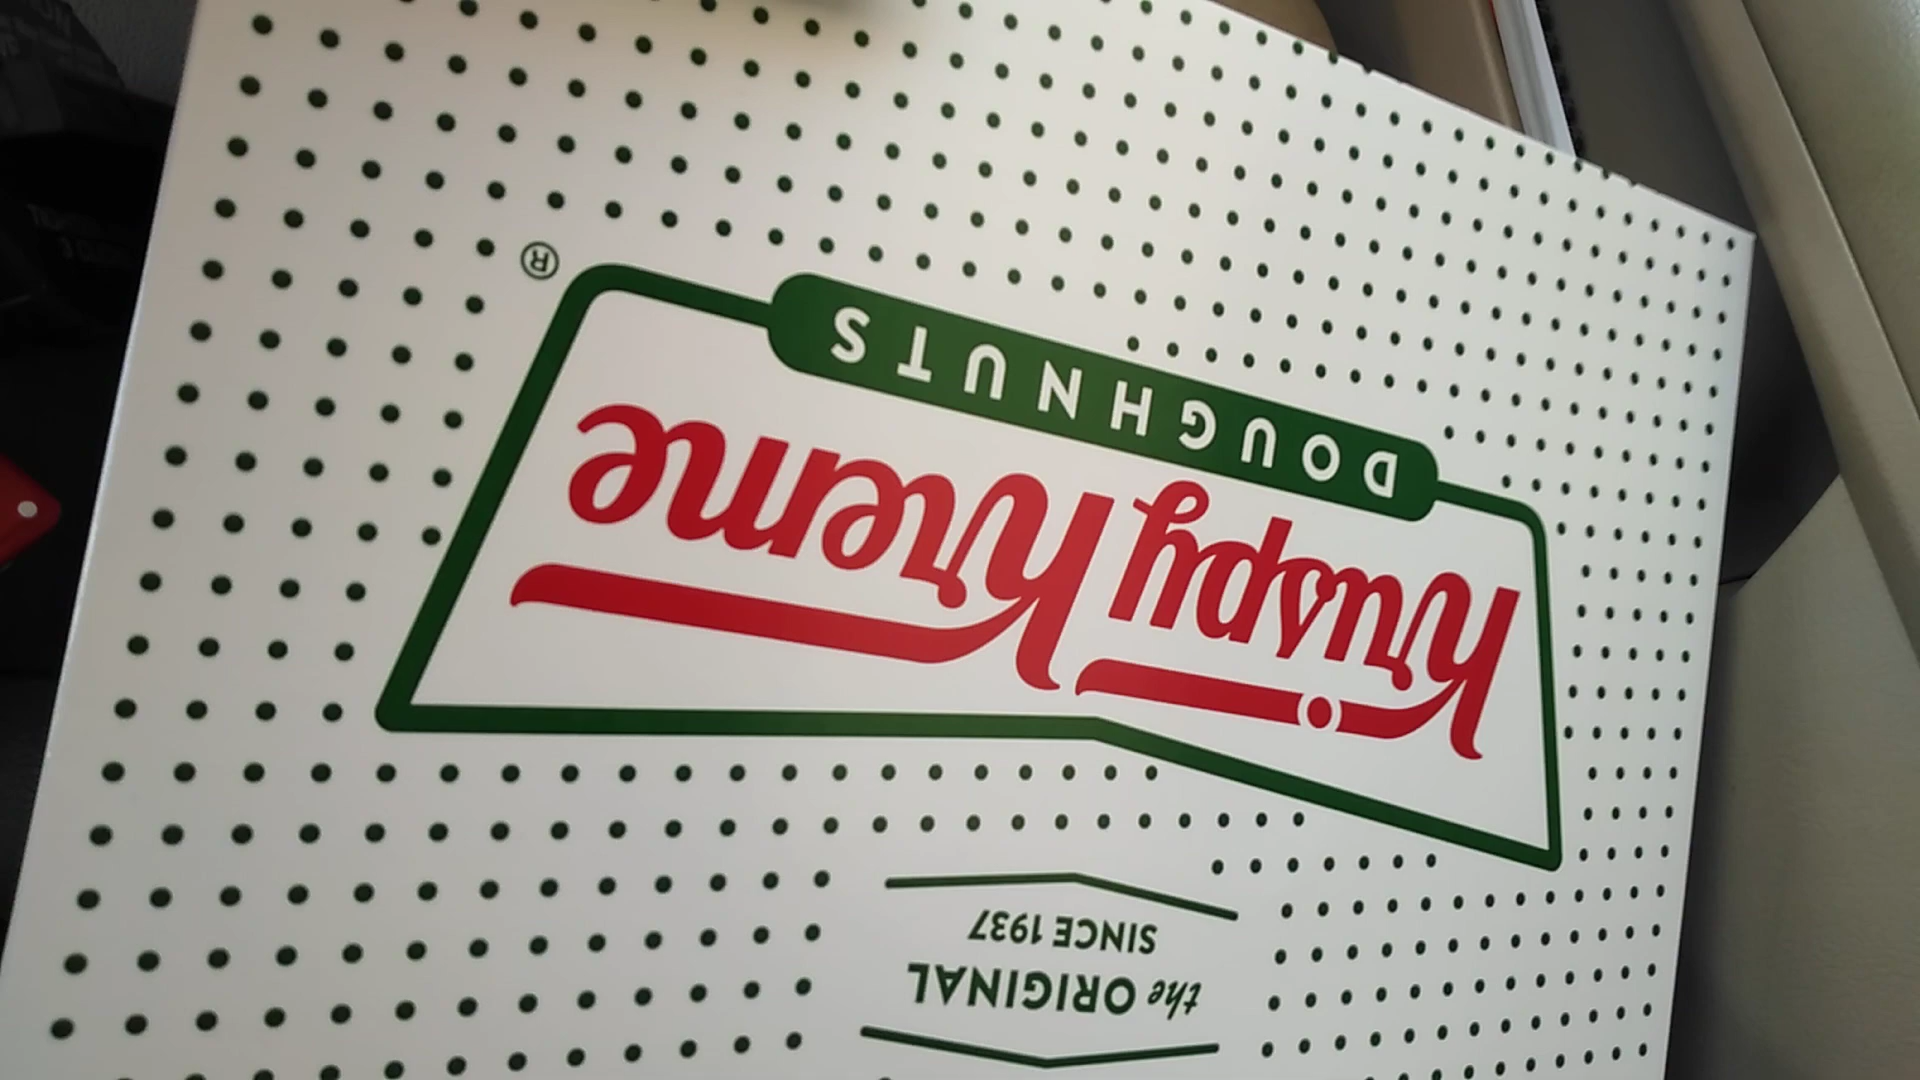 the ORIGINAL
SINCE 1937
Krispy Kreme
DOUGHNUTS
®